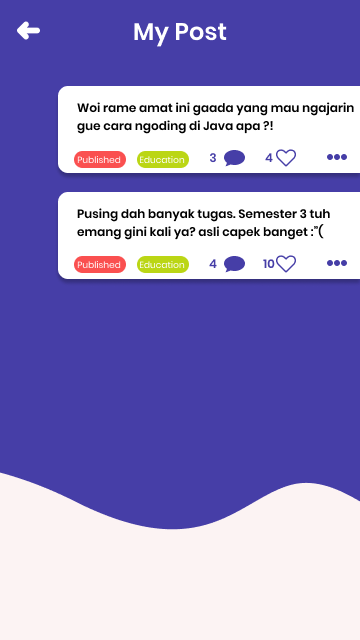 My Post
Woi rame amat ini gaada yang mau ngajarin
gue cara ngoding di Java apa ?!
Published Education 3 4
Pusing dah banyak tugas. Semester 3 tuh
emang gini kali ya? asli capek banget :"(
Published Education 4 10